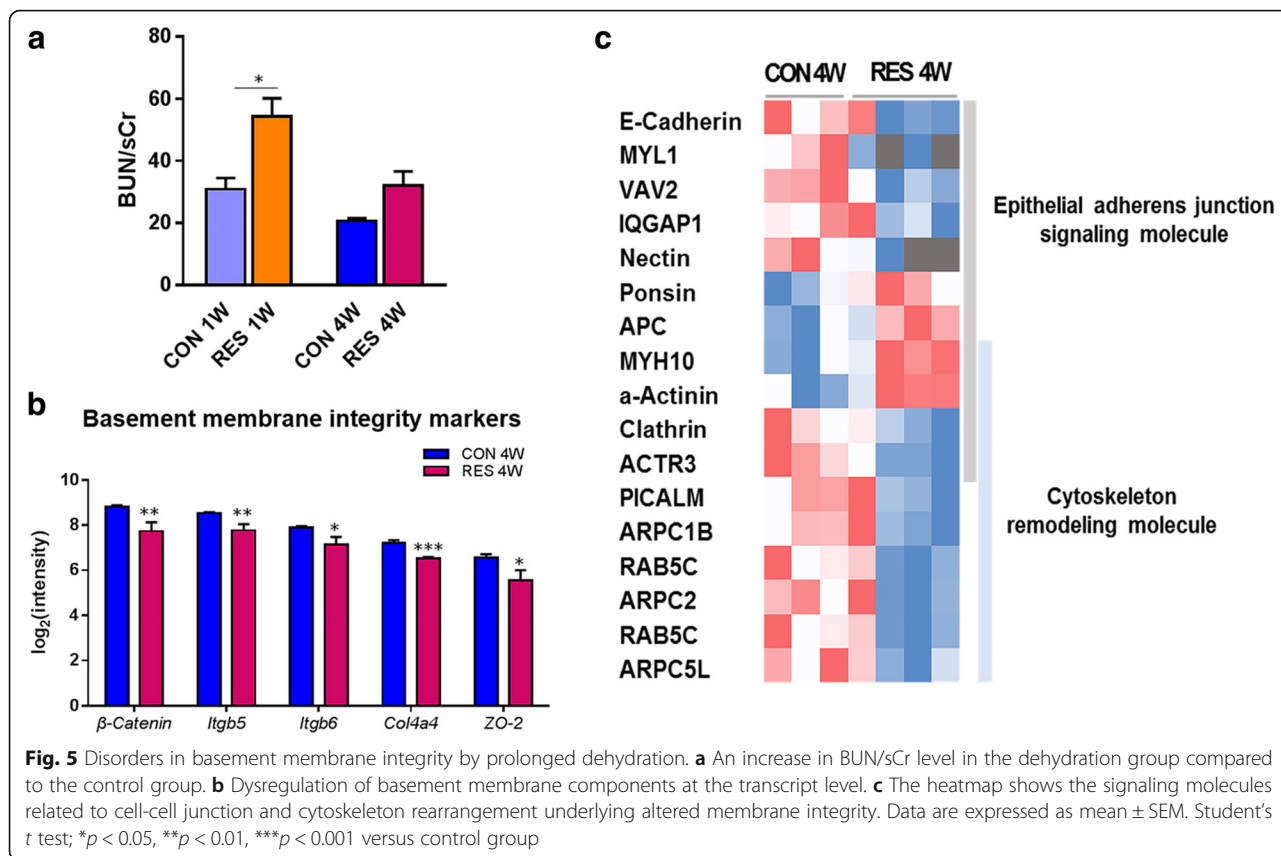 a
80
60
40
20
0
BUN/sCr
*
CON 1W
RES 1W
CON 4W
RES 4W
b
Basement membrane integrity markers
CON 4W
RES 4W
10
8
6
4
2
0
log₂(intensity)
**
**
*
***
*
β-Catenin
Itgb5
Itgb6
Col4a4
ZO-2
c
CON 4W RES 4W
E-Cadherin
MYL1
VAV2
IQGAP1
Nectin
Ponsin
APC
MYH10
a-Actinin
Clathrin
ACTR3
PICALM
ARPC1B
RAB5C
ARPC2
RAB5C
ARPC5L
Epithelial adherens junction
signaling molecule
Cytoskeleton
remodeling molecule
Fig. 5 Disorders in basement membrane integrity by prolonged dehydration. a An increase in BUN/sCr level in the dehydration group compared
to the control group. b Dysregulation of basement membrane components at the transcript level. c The heatmap shows the signaling molecules
related to cell-cell junction and cytoskeleton rearrangement underlying altered membrane integrity. Data are expressed as mean ± SEM. Student's
t test; *p < 0.05, **p < 0.01, ***p < 0.001 versus control group